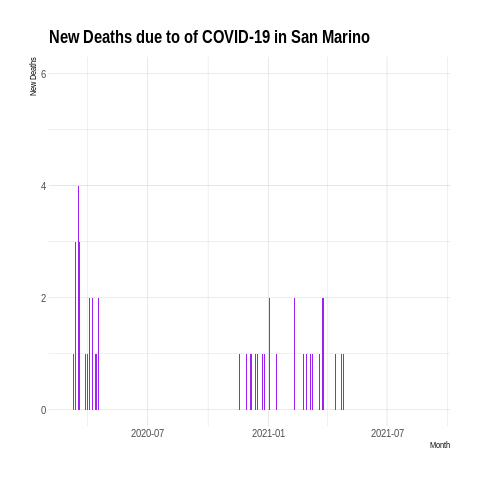 New Deaths due to of COVID-19 in San Marino
New Deaths
6
4
2
0
2020-07
2021-01
2021-07
Month